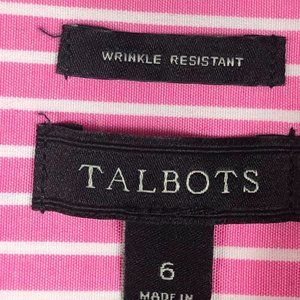 WRINKLE RESISTANT
TALBOTS
6
MADE IN